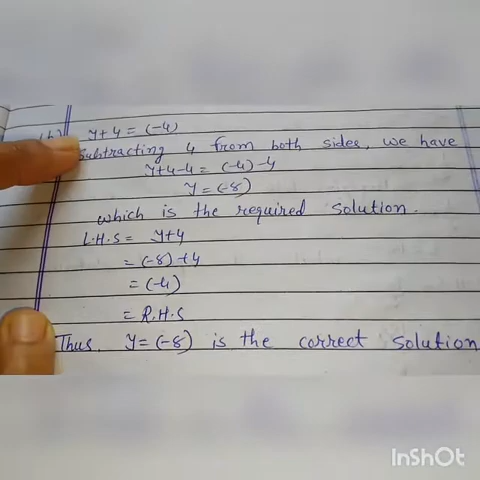 (h) y+4 = (-4)
Subtracting 4 from both sides, we have
y+4-4 = (-4)-4
y = (-8)
which is the required solution.
L.H.S = y+4
= (-8)+4
= (-4)
= R.H.S
Thus, y = (-8) is the correct solution
InShOt